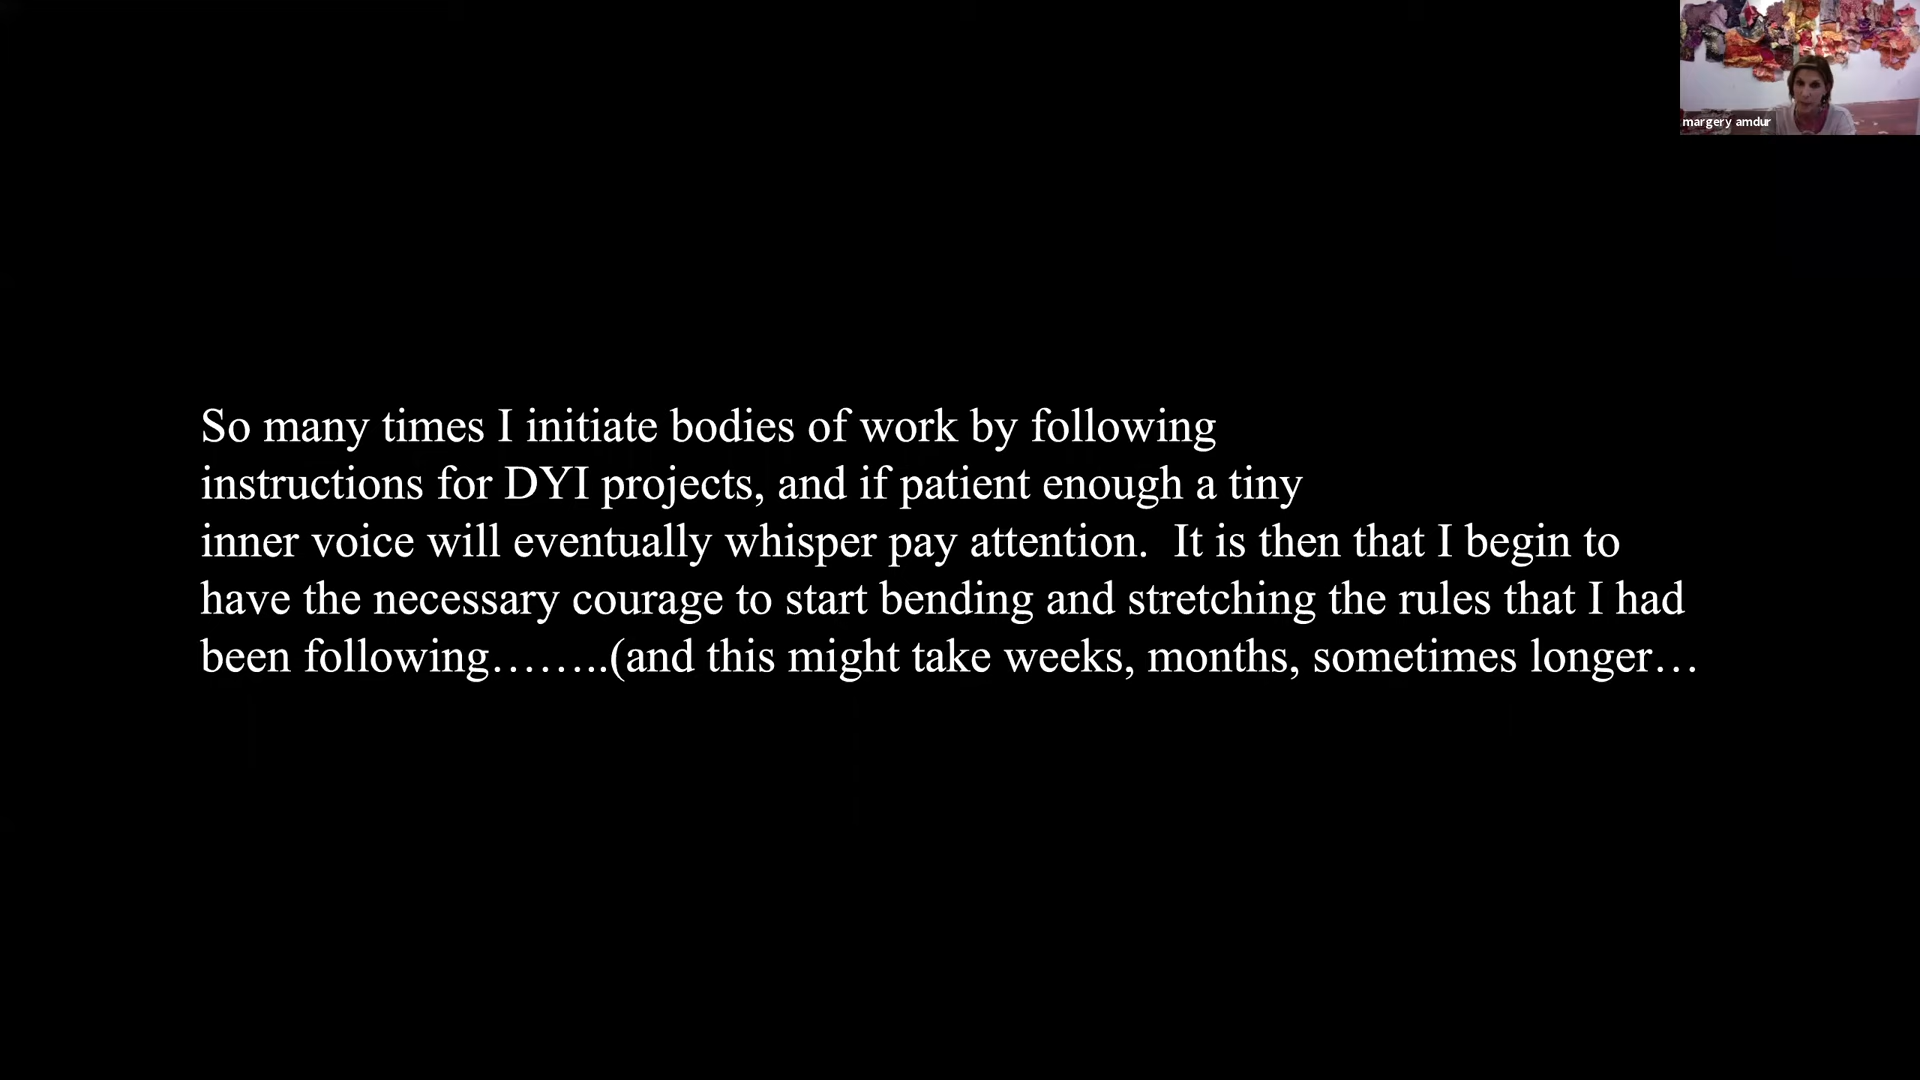 margery amdur
So many times I initiate bodies of work by following
instructions for DYI projects, and if patient enough a tiny
inner voice will eventually whisper pay attention.  It is then that I begin to
have the necessary courage to start bending and stretching the rules that I had
been following……..(and this might take weeks, months, sometimes longer…